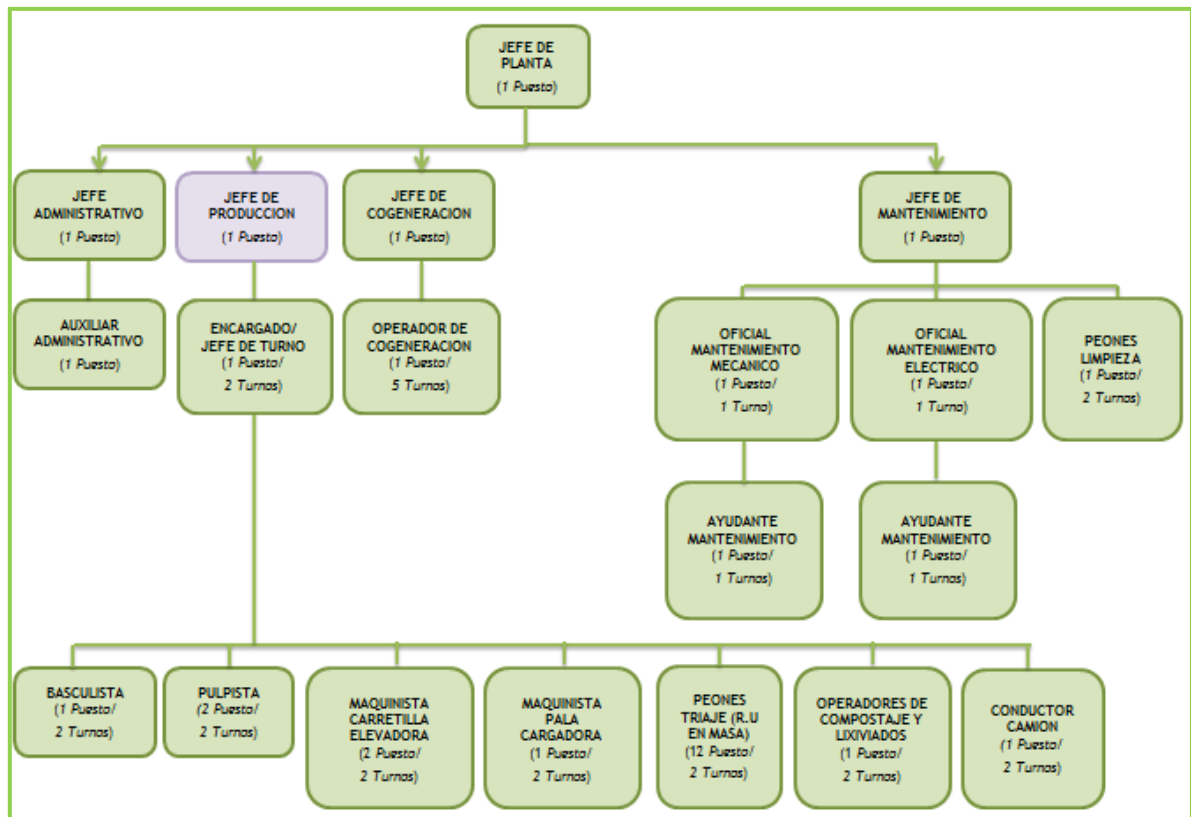 JEFE DE
PLANTA
(1 Puesto)
JEFE
ADMINISTRATIVO
(1 Puesto)
JEFE DE
PRODUCCION
(1 Puesto)
JEFE DE
COGENERACION
(1 Puesto)
JEFE DE
MANTENIMIENTO
(1 Puesto)
AUXILIAR
ADMINISTRATIVO
(1 Puesto)
ENCARGADO/
JEFE DE TURNO
(1 Puesto/
2 Turnos)
OPERADOR DE
COGENERACION
(1 Puesto/
5 Turnos)
OFICIAL
MANTENIMIENTO
MECANICO
(1 Puesto/
1 Turno)
OFICIAL
MANTENIMIENTO
ELECTRICO
(1 Puesto/
1 Turno)
PEONES
LIMPIEZA
(1 Puesto/
2 Turnos)
AYUDANTE
MANTENIMIENTO
(1 Puesto/
1 Turnos)
AYUDANTE
MANTENIMIENTO
(1 Puesto/
1 Turnos)
BASCULISTA
(1 Puesto/
2 Turnos)
PULPISTA
(2 Puesto/
2 Turnos)
MAQUINISTA
CARRETILLA
ELEVADORA
(2 Puesto/
2 Turnos)
MAQUINISTA
PALA
CARGADORA
(1 Puesto/
2 Turnos)
PEONES
TRIAJE (R.U
EN MASA)
(12 Puesto/
2 Turnos)
OPERADORES DE
COMPOSTAJE Y
LIXIVIADOS
(1 Puesto/
2 Turnos)
CONDUCTOR
CAMION
(1 Puesto/
2 Turnos)